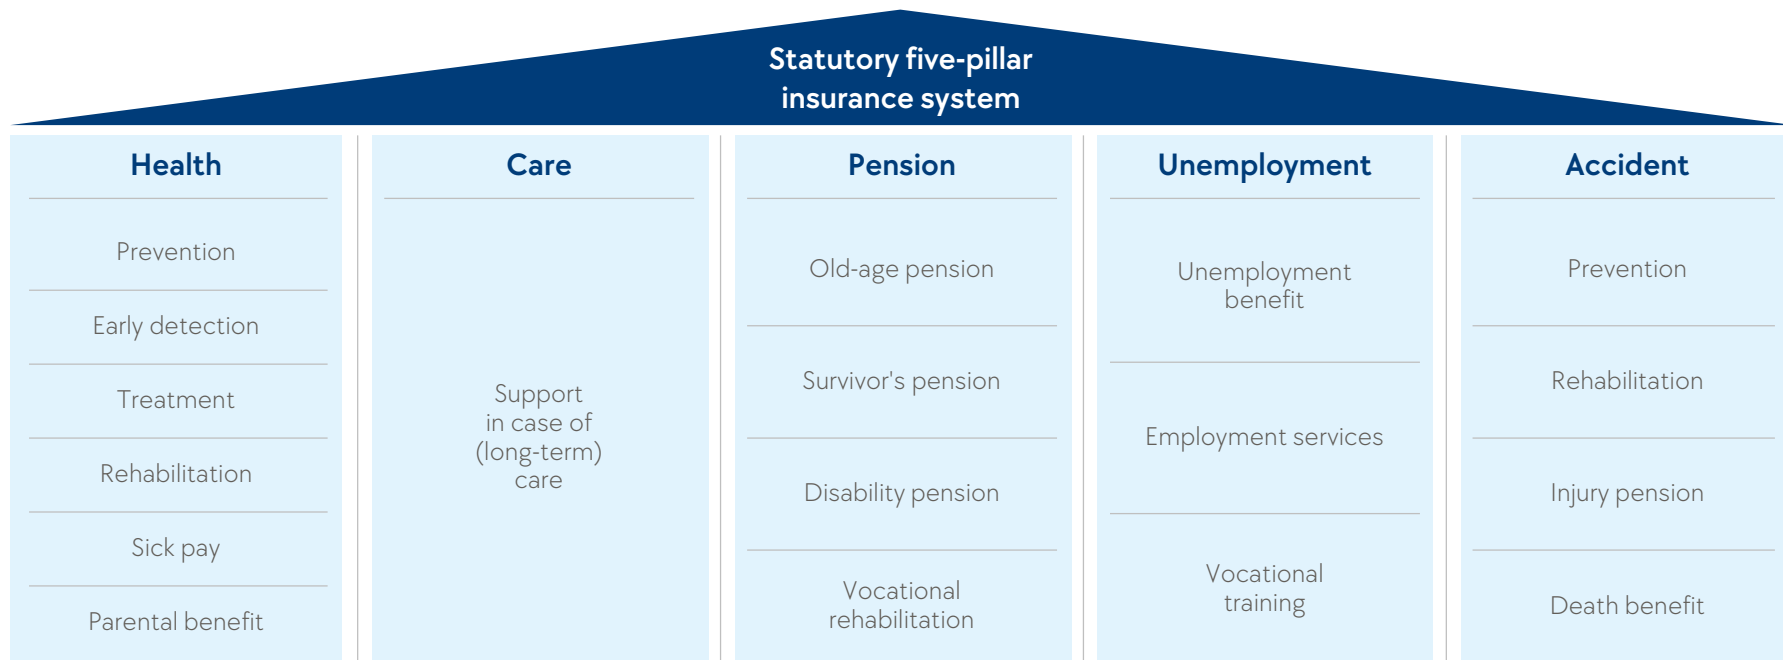 Statutory five-pillar
insurance system
Health
Prevention
Early detection
Treatment
Rehabilitation
Sick pay
Parental benefit
Care
Support
in case of
(long-term)
care
Pension
Old-age pension
Survivor's pension
Disability pension
Vocational
rehabilitation
Unemployment
Unemployment
benefit
Employment services
Vocational
training
Accident
Prevention
Rehabilitation
Injury pension
Death benefit